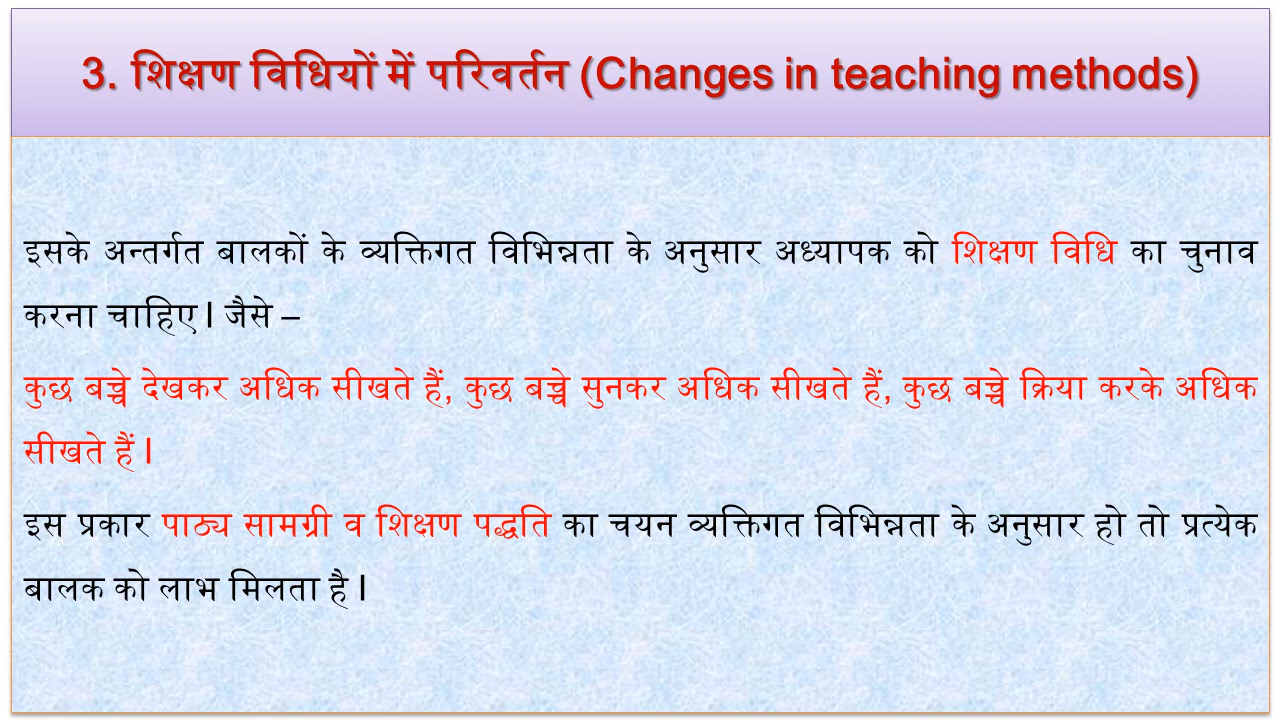 3. शिक्षण विधियों में परिवर्तन (Changes in teaching methods)
इसके अन्तर्गत बालकों के व्यक्तिगत विभिन्नता के अनुसार अध्यापक को शिक्षण विधि का चुनाव
करना चाहिए l जैसे –
कुछ बच्चे देखकर अधिक सीखते हैं, कुछ बच्चे सुनकर अधिक सीखते हैं, कुछ बच्चे क्रिया करके अधिक
सीखते हैं l
इस प्रकार पाठ्य सामग्री व शिक्षण पद्धति का चयन व्यक्तिगत विभिन्नता के अनुसार हो तो प्रत्येक
बालक को लाभ मिलता है l